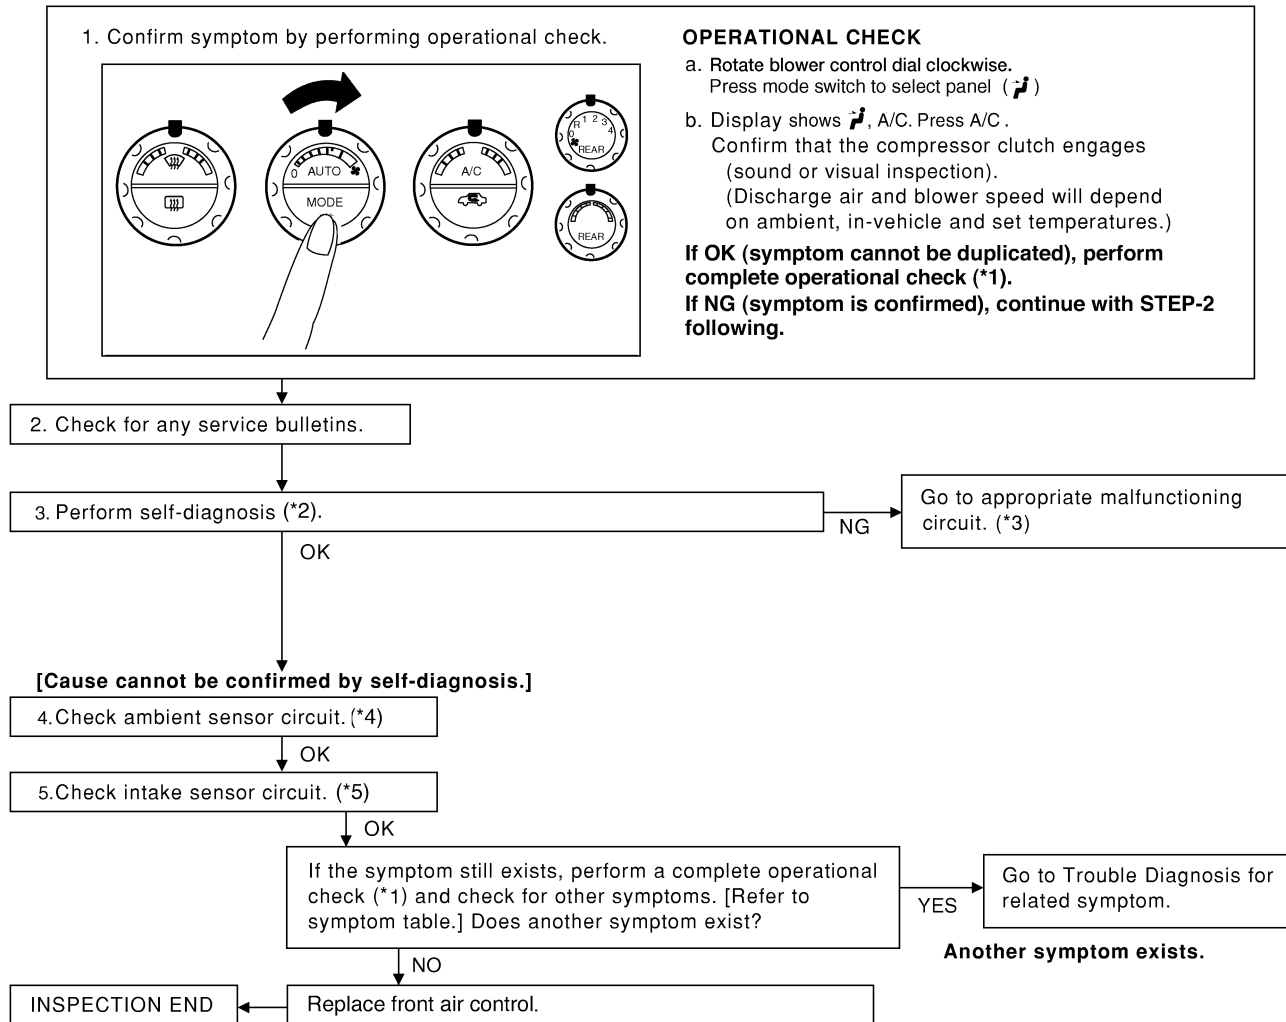 1. Confirm symptom by performing operational check.
0
AUTO
MODE
A/C
R 1 2 3
0 4
REAR
REAR
OPERATIONAL CHECK
a. Rotate blower control dial clockwise.
Press mode switch to select panel ( )
b. Display shows , A/C. Press A/C .
Confirm that the compressor clutch engages
(sound or visual inspection).
(Discharge air and blower speed will depend
on ambient, in-vehicle and set temperatures.)
If OK (symptom cannot be duplicated), perform
complete operational check (*1).
If NG (symptom is confirmed), continue with STEP-2
following.
2. Check for any service bulletins.
3. Perform self-diagnosis (*2).
NG
Go to appropriate malfunctioning
circuit. (*3)
OK
[Cause cannot be confirmed by self-diagnosis.]
4.Check ambient sensor circuit. (*4)
OK
5.Check intake sensor circuit. (*5)
OK
If the symptom still exists, perform a complete operational
check (*1) and check for other symptoms. [Refer to
symptom table.] Does another symptom exist?
YES
Go to Trouble Diagnosis for
related symptom.
Another symptom exists.
NO
Replace front air control.
INSPECTION END